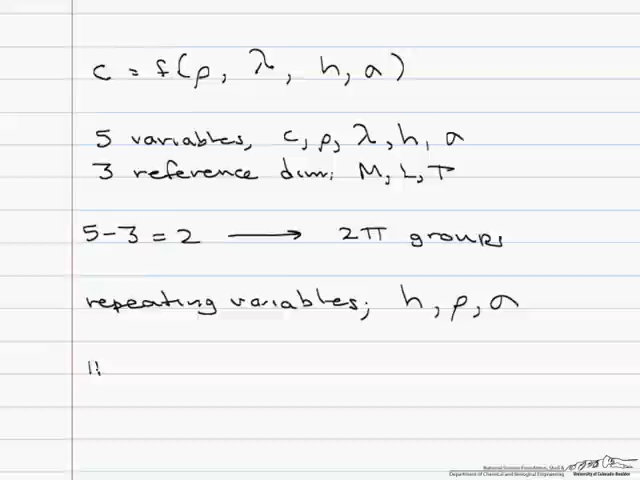 c = f(ρ, λ, h, σ)
5 variables, c, ρ, λ, h, σ
3 reference dim; M, L, T
5-3 = 2 → 2π groups
repeating variables; h, ρ, σ
National Science Foundation,
Department of Chemical and Biological Engineering
University of Colorado Boulder